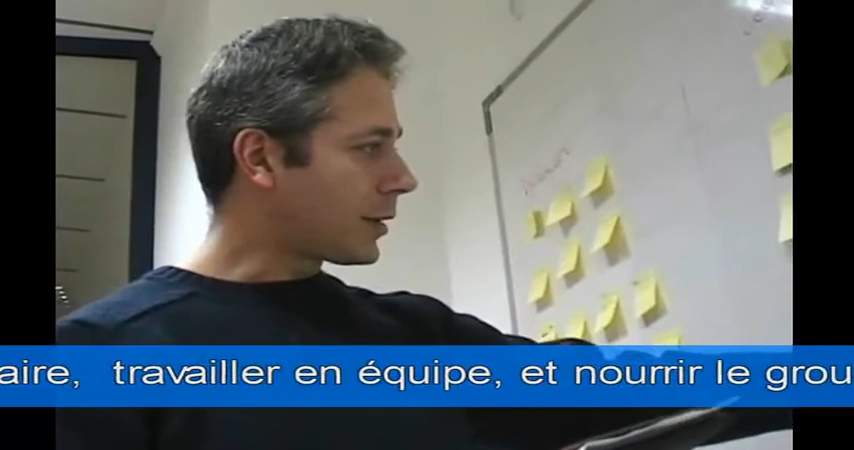 aire, travailler en équipe, et nourrir le grou